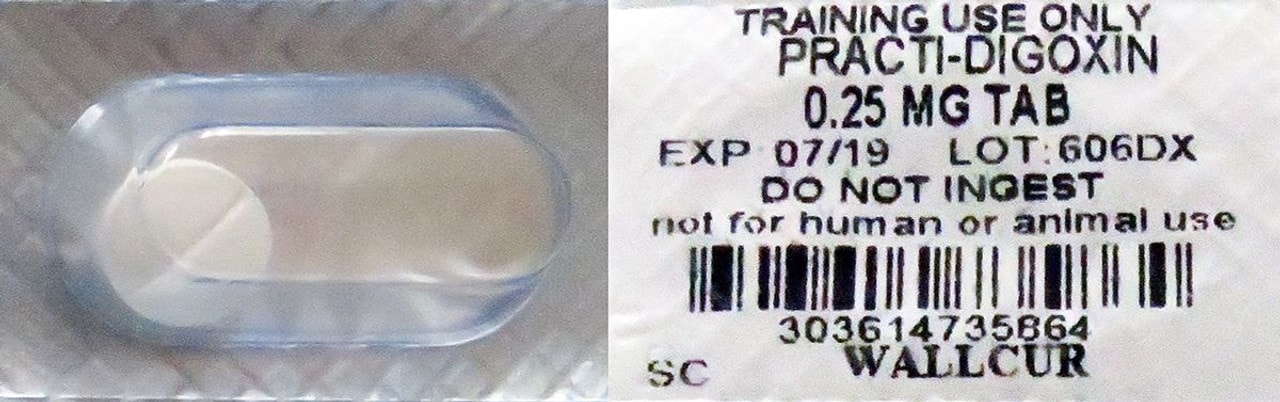 TRAINING USE ONLY
PRACTI-DIGOXIN
0.25 MG TAB
EXP 07/19 LOT:606DX
DO NOT INGEST
not for human or animal use
303614735864
SC WALLCUR